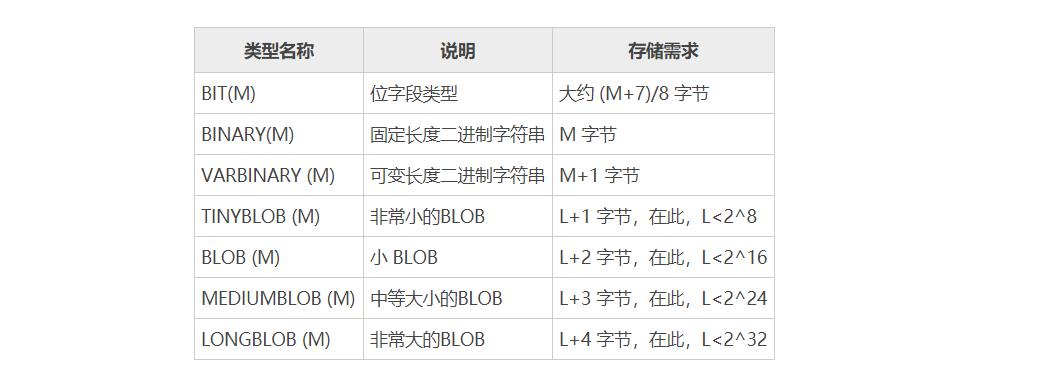 类型名称 说明 存储需求
BIT(M) 位字段类型 大约 (M+7)/8 字节
BINARY(M) 固定长度二进制字符串 M 字节
VARBINARY (M) 可变长度二进制字符串 M+1 字节
TINYBLOB (M) 非常小的BLOB L+1 字节，在此，L<2^8
BLOB (M) 小 BLOB L+2 字节，在此，L<2^16
MEDIUMBLOB (M) 中等大小的BLOB L+3 字节，在此，L<2^24
LONGBLOB (M) 非常大的BLOB L+4 字节，在此，L<2^32